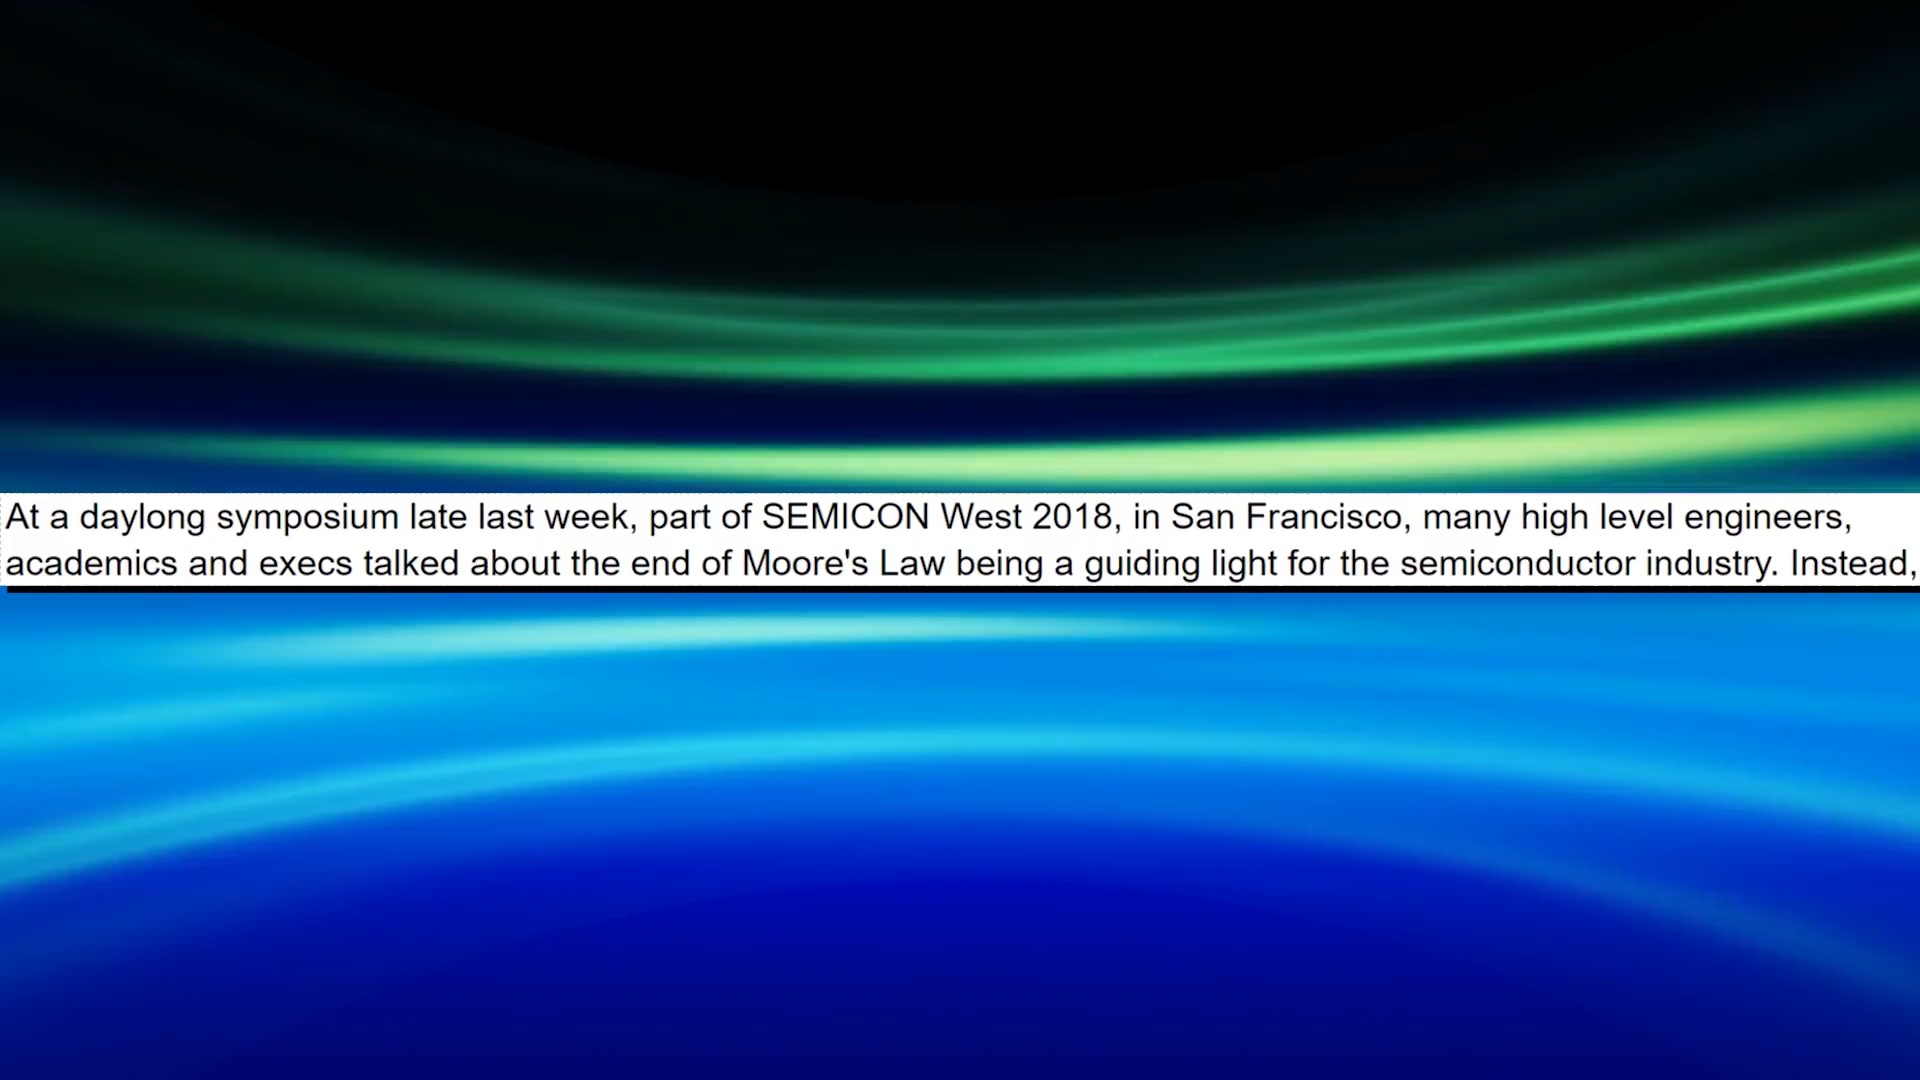 At a daylong symposium late last week, part of SEMICON West 2018, in San Francisco, many high level engineers,
academics and execs talked about the end of Moore's Law being a guiding light for the semiconductor industry. Instead,